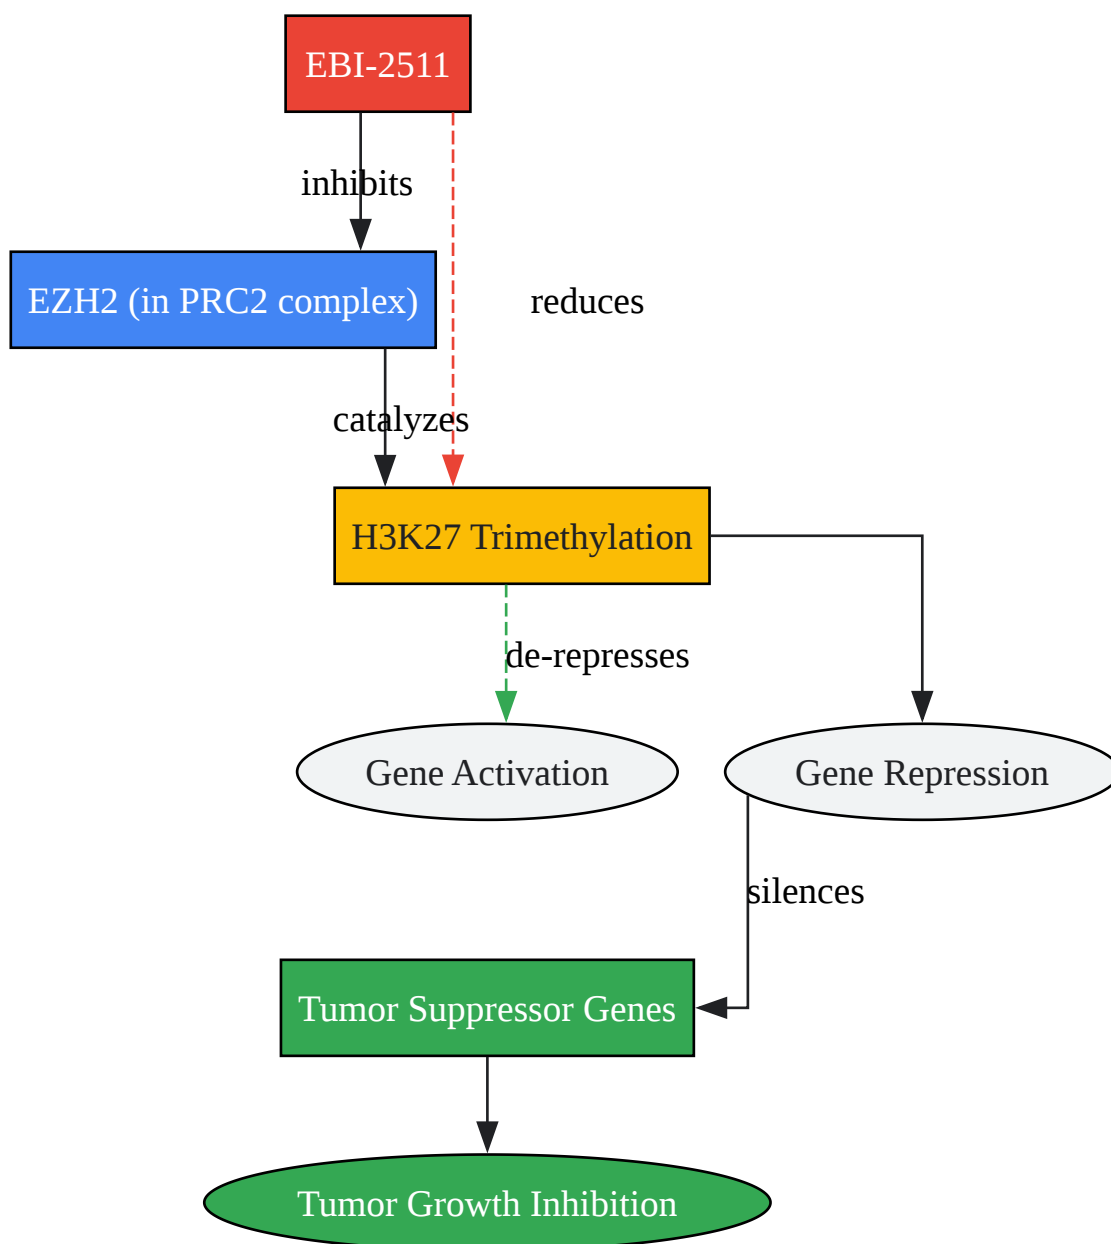 EBI-2511
inhibits
EZH2 (in PRC2 complex)
reduces
catalyzes
H3K27 Trimethylation
de-represses
Gene Activation
Gene Repression
silences
Tumor Suppressor Genes
Tumor Growth Inhibition